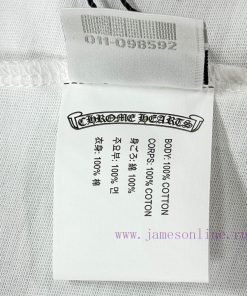 011-098592
CHROME HEARTS
BODY: 100% COTTON
CORPS: 100% COTON
身ごろ: 綿 100%
주요부: 100% 면
衣身: 100% 棉
www.jamesonline.ru